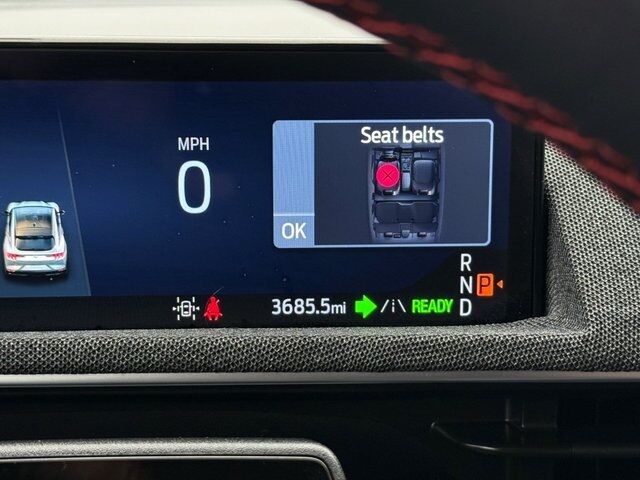 MPH
0
Seat belts
OK
3685.5mi
READY
R
N P
D